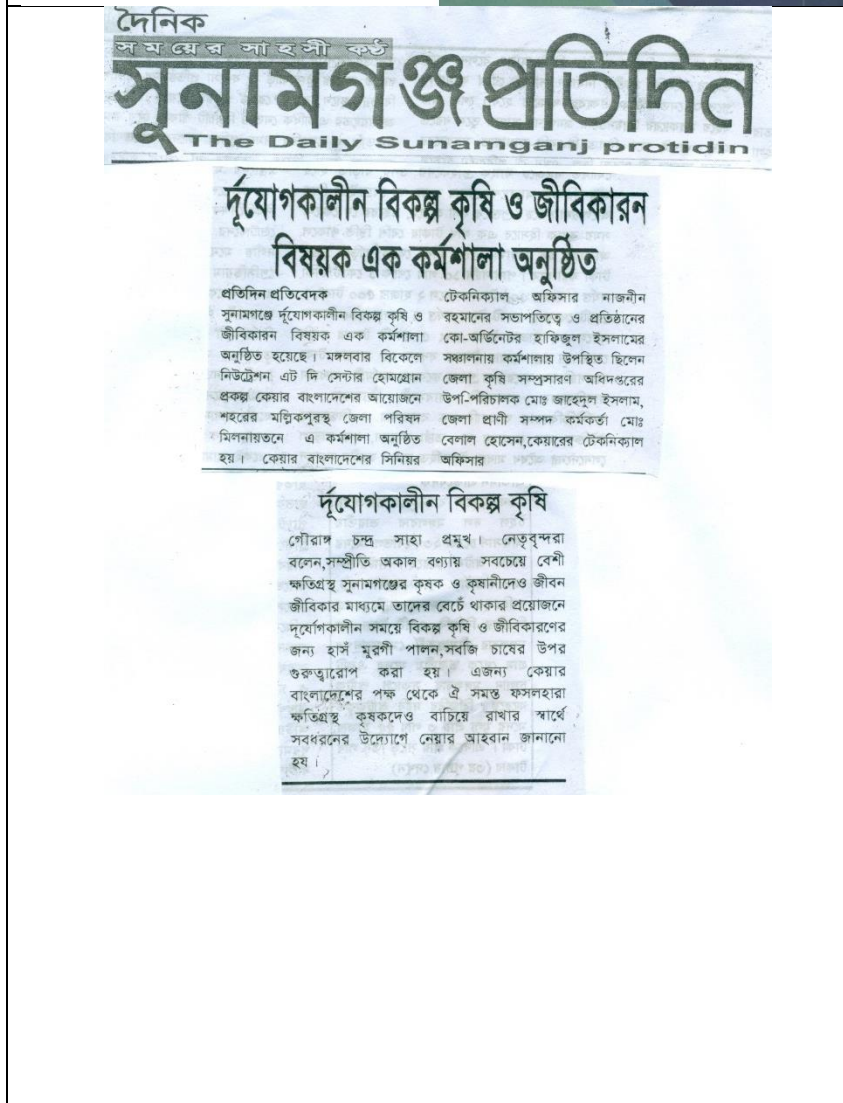 দৈনিক
সময়ের সাহসী কণ্ঠ
সুনামগঞ্জ প্রতিদিন
The Daily Sunamganj protidin
র্দূযোগকালীন বিকল্প কৃষি ও জীবিকারন
বিষয়ক এক কর্মশালা অনুষ্ঠিত
প্রতিদিন প্রতিবেদক
সুনামগঞ্জে র্দূযোগকালীন বিকল্প কৃষি ও
জীবিকারন বিষয়ক এক কর্মশালা
অনুষ্ঠিত হয়েছে। মঙ্গলবার বিকেলে
নিউট্রেশন এট দি সেন্টার হোমগ্রোন
প্রকল্প কেয়ার বাংলাদেশের আয়োজনে
শহরের মল্লিকপুরস্থ জেলা পরিষদ
মিলনায়তনে এ কর্মশালা অনুষ্ঠিত
হয়। কেয়ার বাংলাদেশের সিনিয়র
টেকনিক্যাল অফিসার নাজনীন
রহমানের সভাপতিত্বে ও প্রতিষ্ঠানের
কো-অর্ডিনেটর হাফিজুল ইসলামের
সঞ্চালনায় কর্মশালায় উপস্থিত ছিলেন
জেলা কৃষি সম্প্রসারণ অধিদপ্তরের
উপ-পরিচালক মোঃ জাহেদুল ইসলাম,
জেলা প্রাণী সম্পদ কর্মকর্তা মোঃ
বেলাল হোসেন,কেয়ারের টেকনিক্যাল
অফিসার
র্দূযোগকালীন বিকল্প কৃষি
গৌরাঙ্গ চন্দ্র সাহা প্রমুখ। নেতৃবৃন্দরা
বলেন,সম্প্রীতি অকাল বণ্যায় সবচেয়ে বেশী
ক্ষতিগ্রস্থ সুনামগঞ্জের কৃষক ও কৃষানীদেও জীবন
জীবিকার মাধ্যমে তাদের বেচেঁ থাকার প্রয়োজনে
দূর্যোগকালীন সময়ে বিকল্প কৃষি ও জীবিকারণের
জন্য হাসঁ মুরগী পালন,সবজি চাষের উপর
গুরুত্বারোপ করা হয়। এজন্য কেয়ার
বাংলাদেশের পক্ষ থেকে ঐ সমস্ত ফসলহারা
ক্ষতিগ্রস্থ কৃষকদেও বাচিয়ে রাখার স্বার্থে
সবধরনের উদ্যোগে নেয়ার আহবান জানানো
হয়।